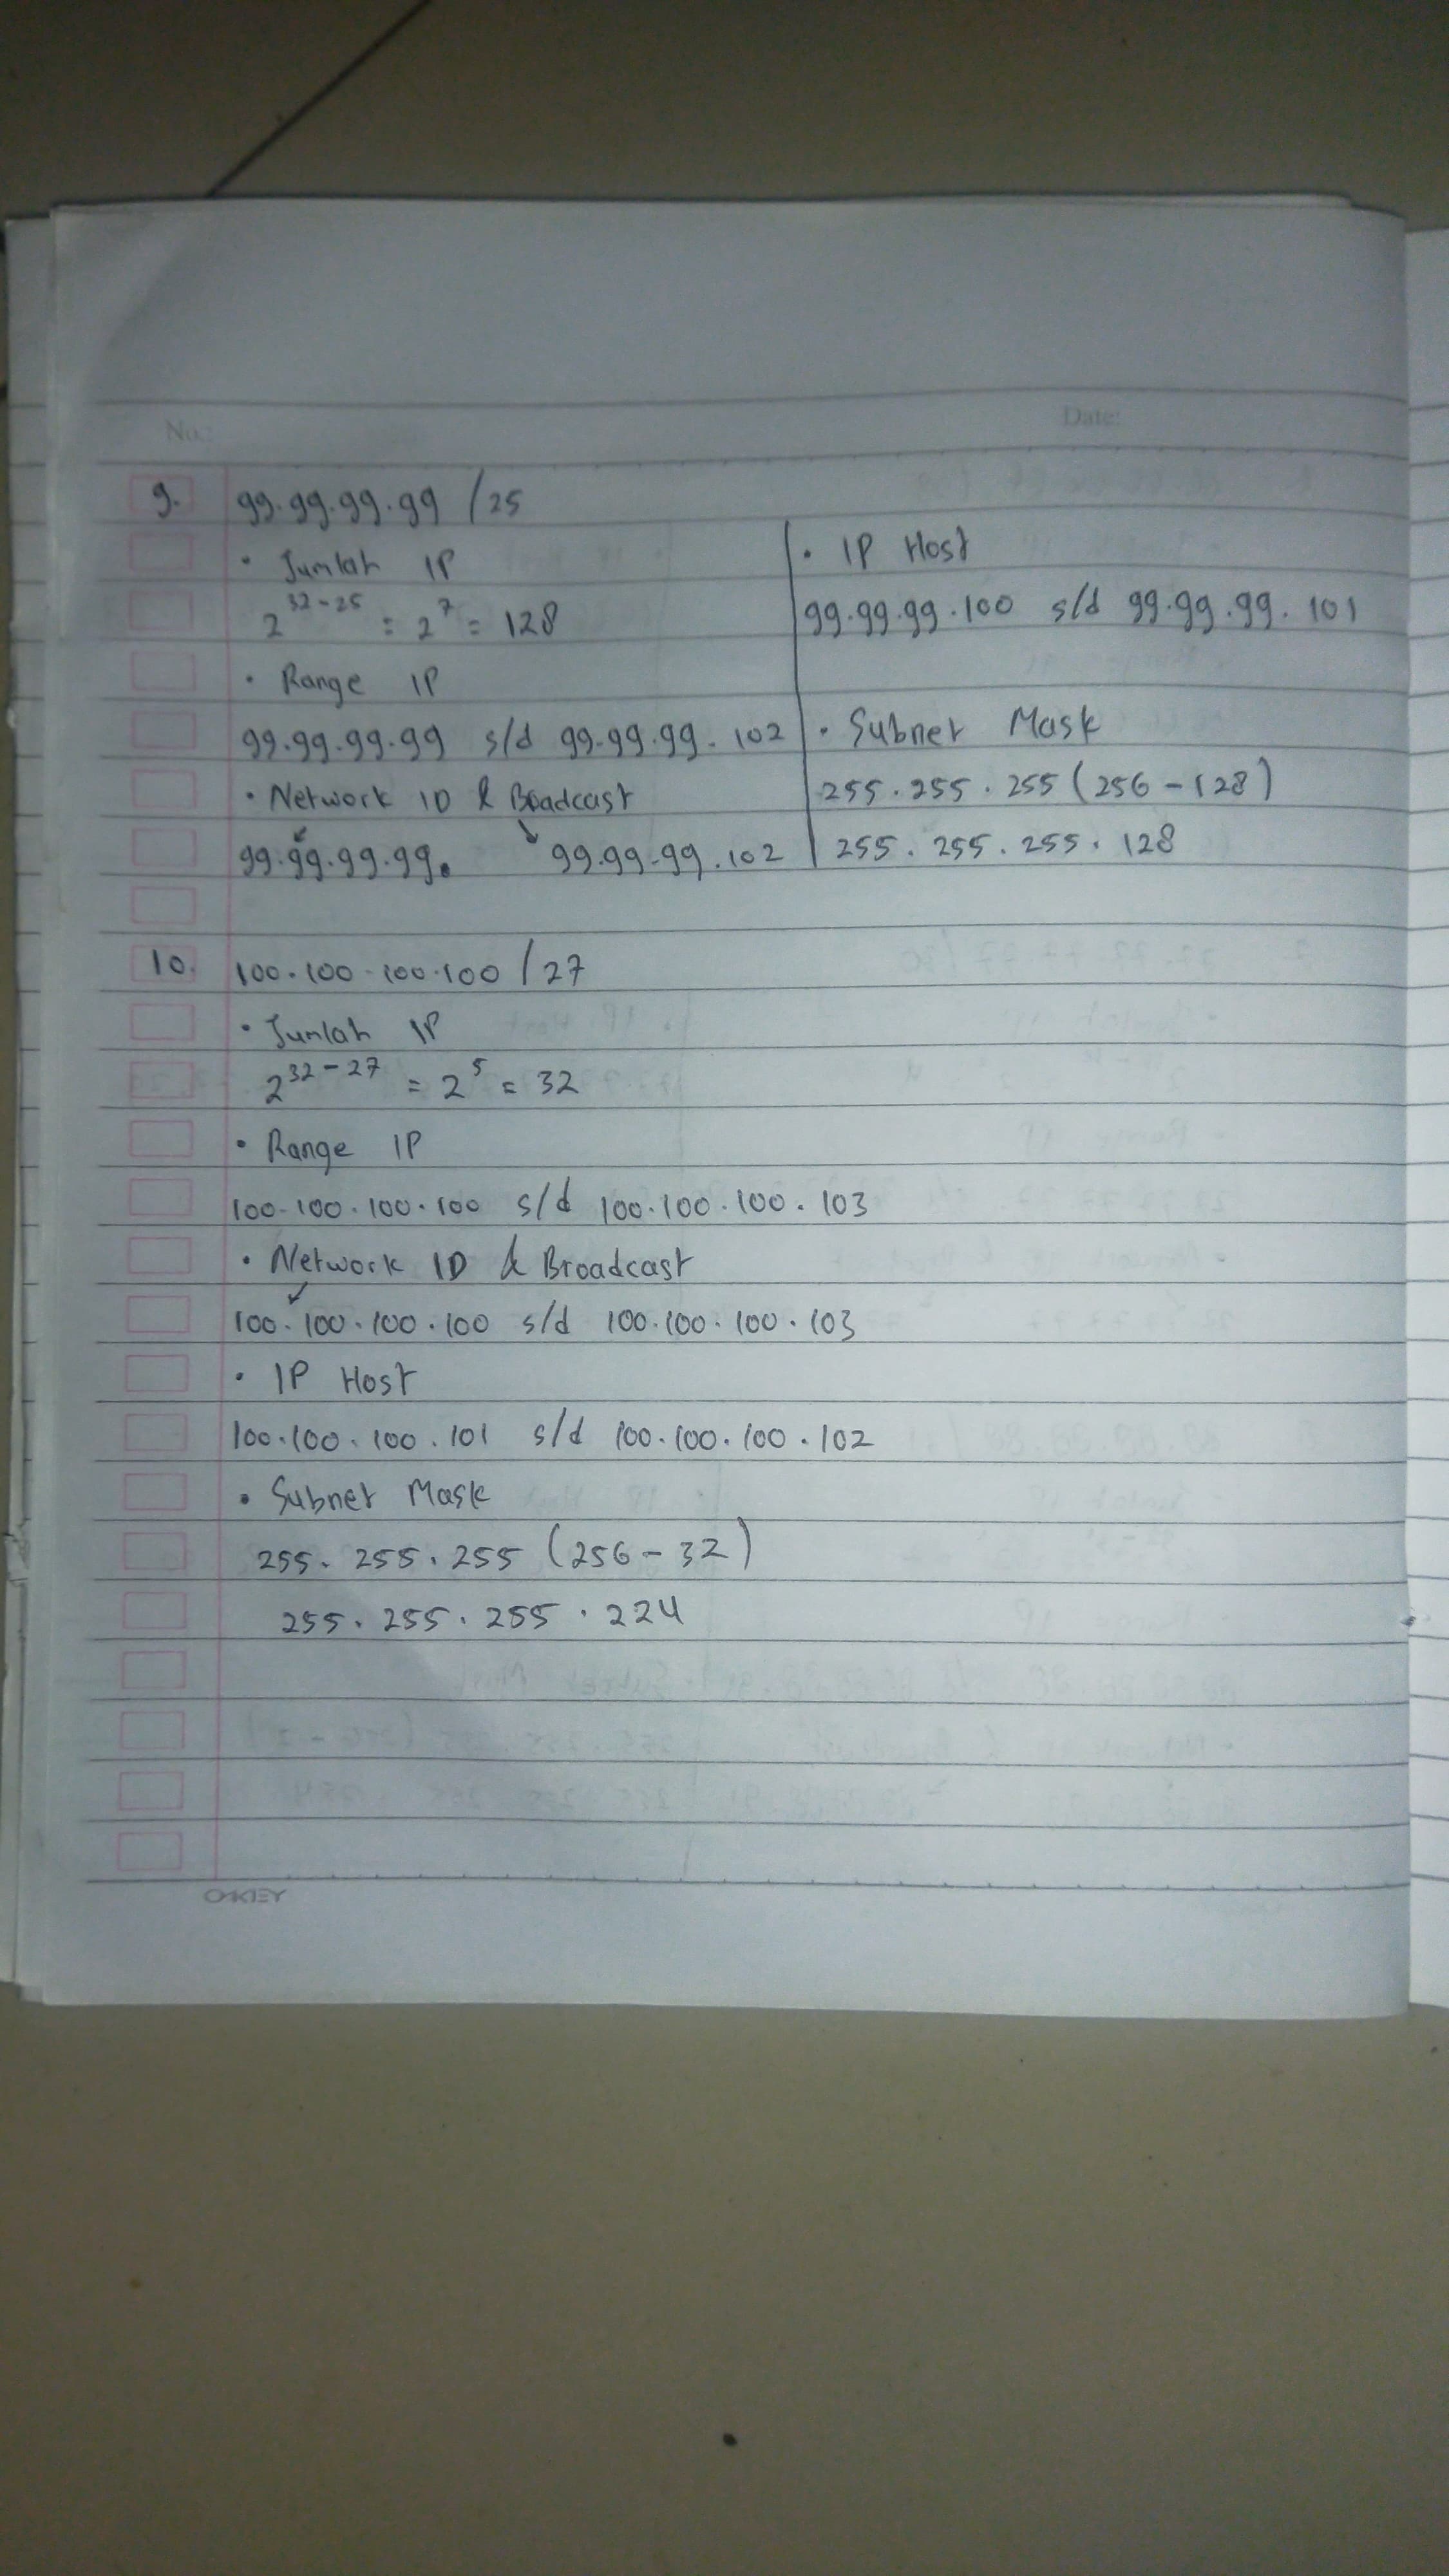 No.:
Date:
9. 99.99.99.99 /25
• Jumlah IP
2^32-25 = 2^7 = 128
• Range IP
99.99.99.99 s/d 99.99.99.102
• Network ID & Broadcast
99.99.99.99. 99.99.99.102
• IP Host
99.99.99.100 s/d 99.99.99.101
• Subnet Mask
255.255.255 (256-128)
255.255.255.128
10. 100.100.100.100 /27
• Jumlah IP
2^32-27 = 2^5 = 32
• Range IP
100.100.100.100 s/d 100.100.100.103
• Network ID & Broadcast
100.100.100.100 s/d 100.100.100.103
• IP Host
100.100.100.101 s/d 100.100.100.102
• Subnet Mask
255.255.255 (256-32)
255.255.255.224
OAKEY